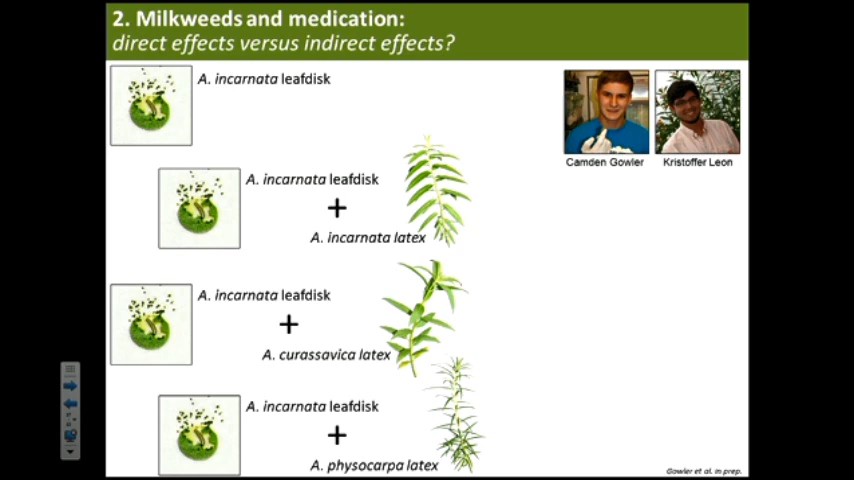 2. Milkweeds and medication:
direct effects versus indirect effects?
A. incarnata leafdisk
Camden Gowler
Kristoffer Leon
A. incarnata leafdisk
+
A. incarnata latex
A. incarnata leafdisk
+
A. curassavica latex
A. incarnata leafdisk
+
A. physocarpa latex
Gowler et al. in prep.